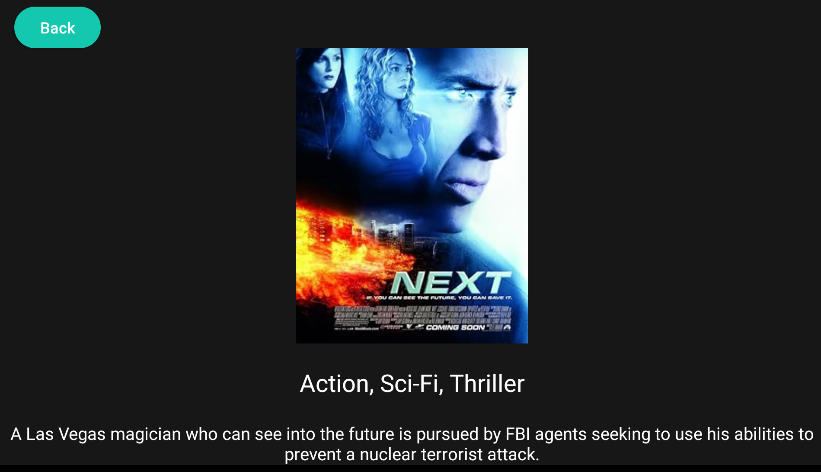 Back
NEXT
IF YOU CAN SEE THE FUTURE, YOU CAN SAVE IT.
COMING SOON
Action, Sci-Fi, Thriller
A Las Vegas magician who can see into the future is pursued by FBI agents seeking to use his abilities to
prevent a nuclear terrorist attack.